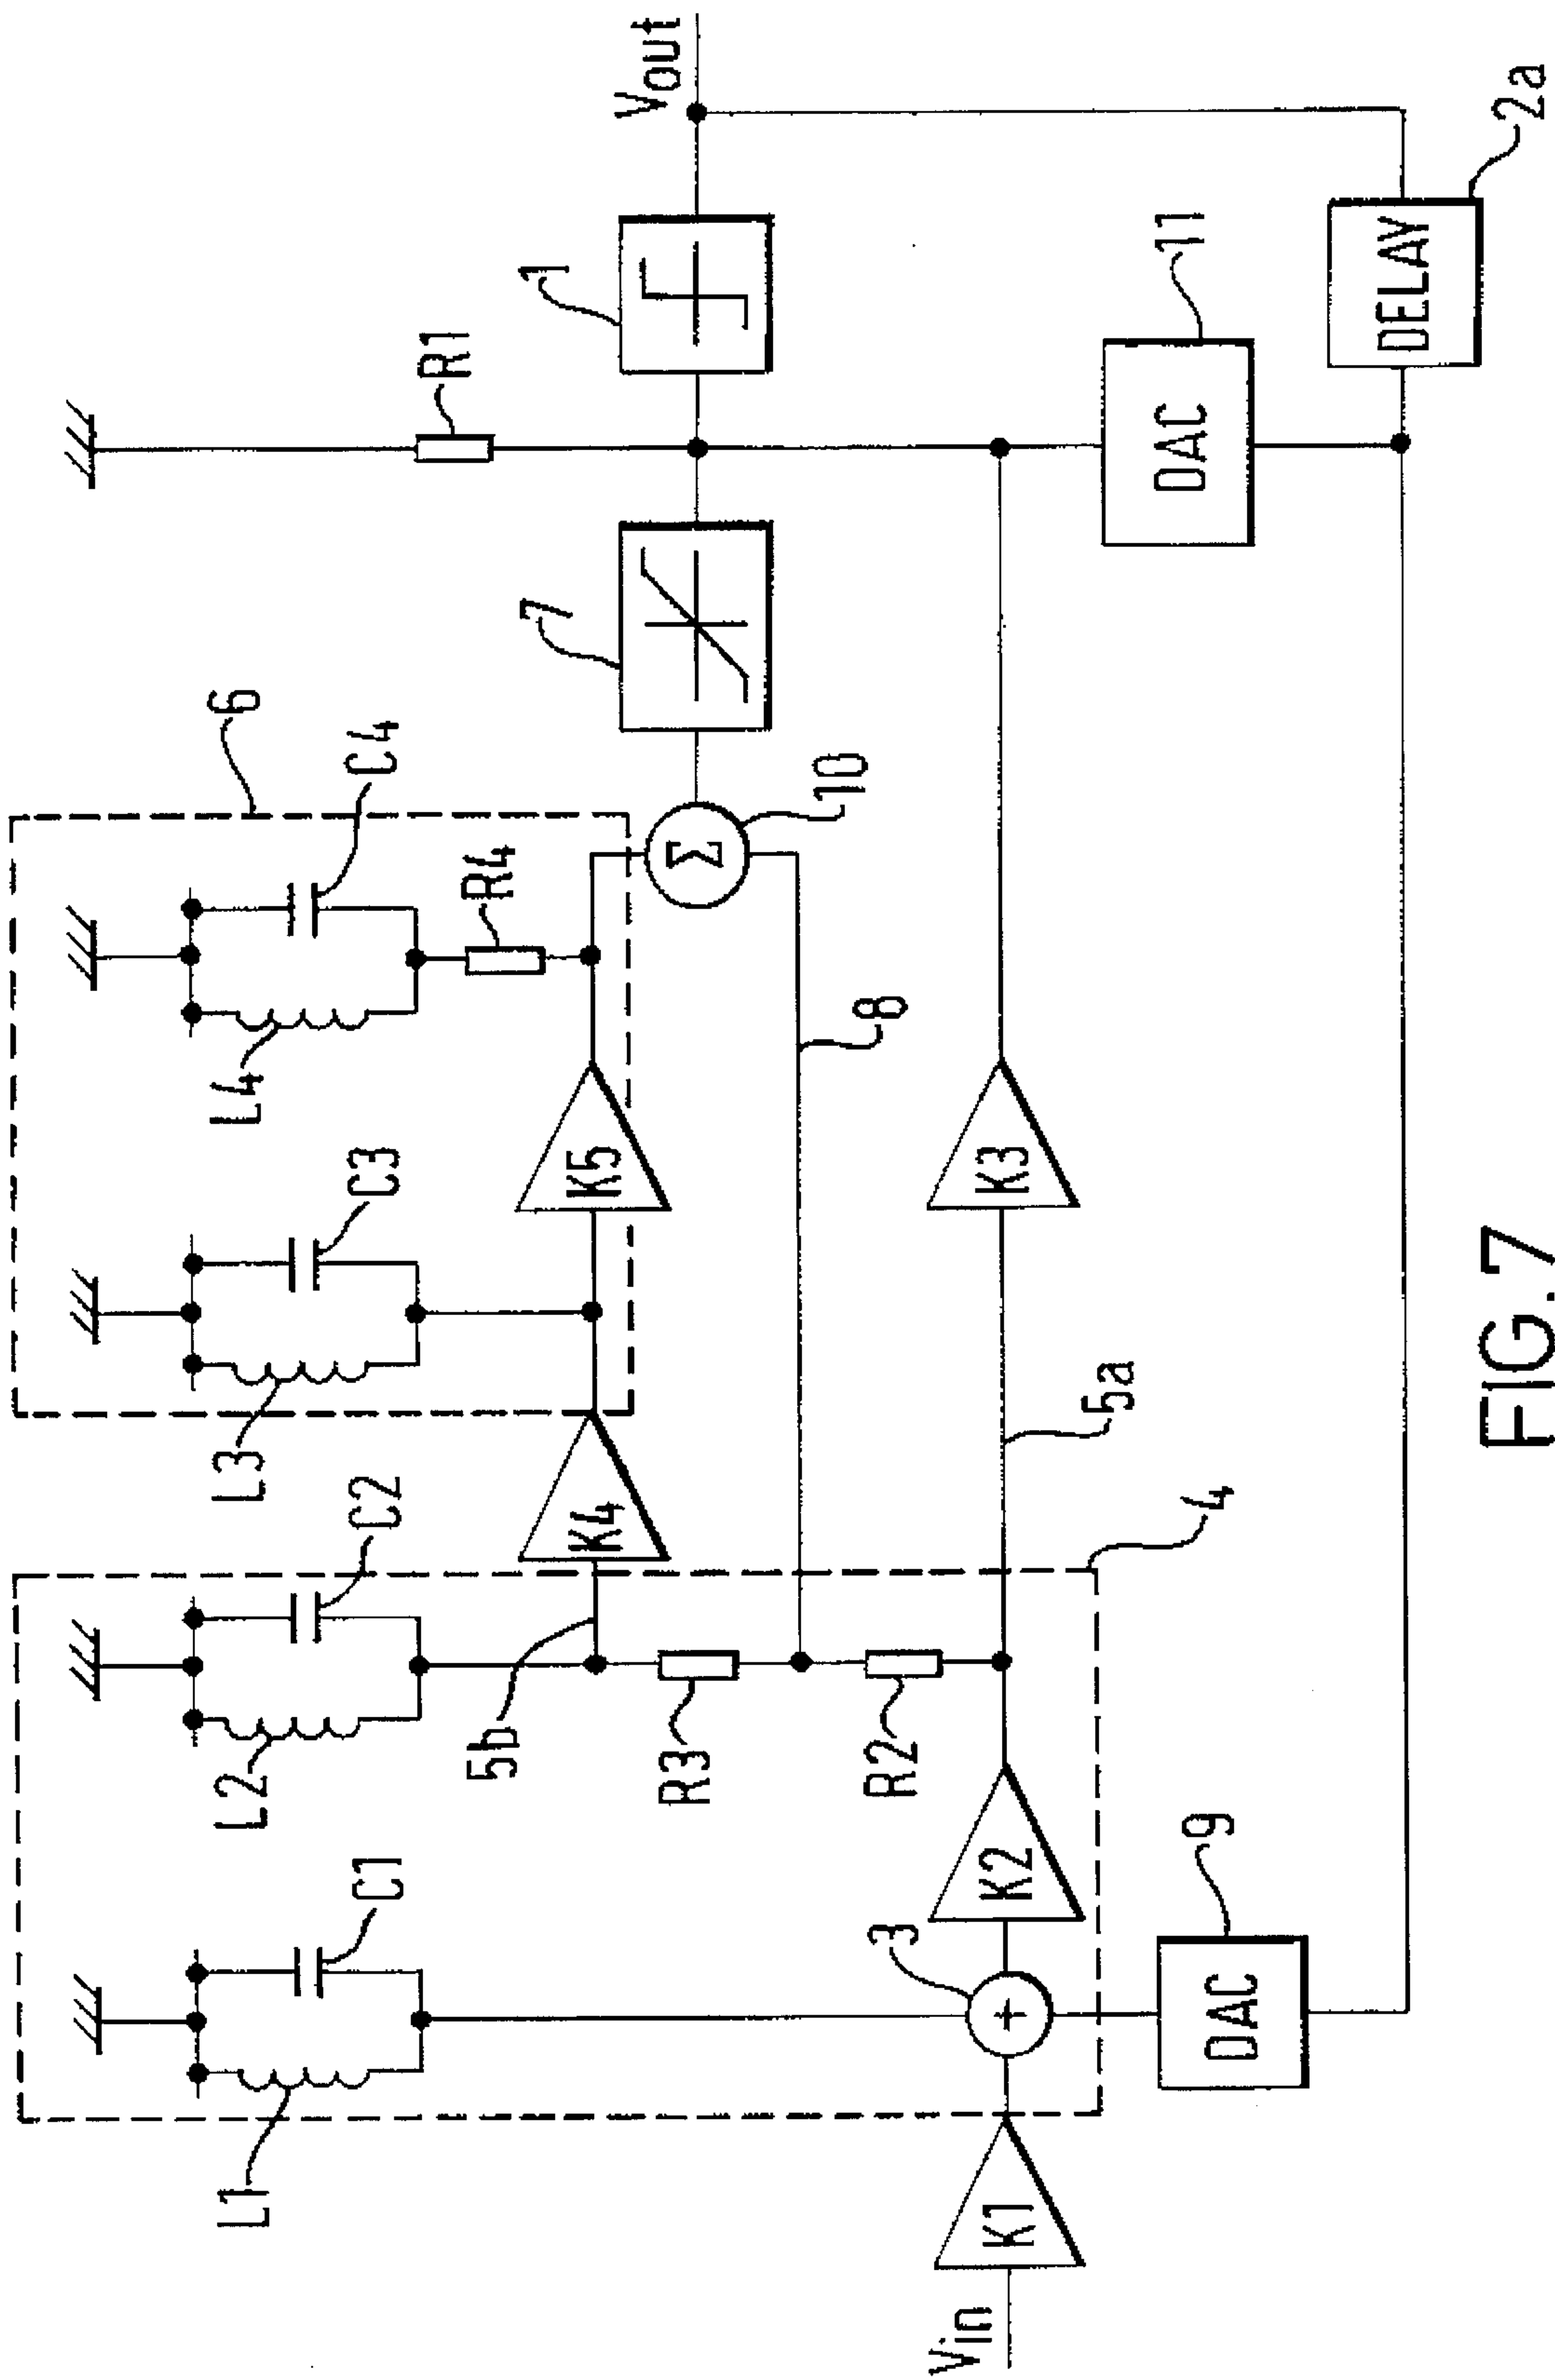 6
C4
R4
L4
C3
L3
K5
K4
C2
L2
5b
R3
R2
C1
L1
7
1
R1
Vout
10
8
K3
5a
4
3
K2
K1
Vin
9
DAC
11
DAC
DELAY
2a
Σ
+
FIG.7